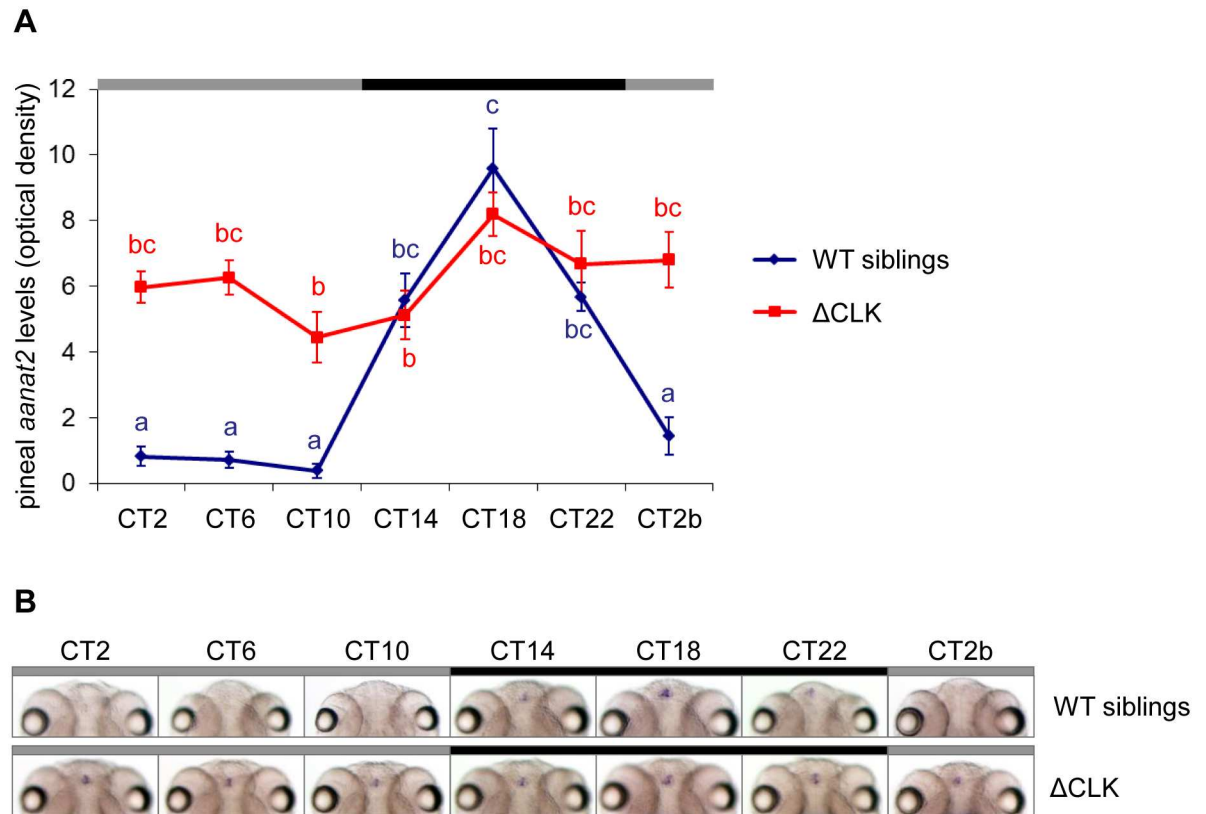 A
pineal aanat2 levels (optical density)
12
10
8
6
4
2
0
bc
bc
b
bc
b
c
bc
bc
bc
bc
a
a
a
a
CT2 CT6 CT10 CT14 CT18 CT22 CT2b
WT siblings
ΔCLK
B
CT2 CT6 CT10 CT14 CT18 CT22 CT2b
WT siblings
ΔCLK